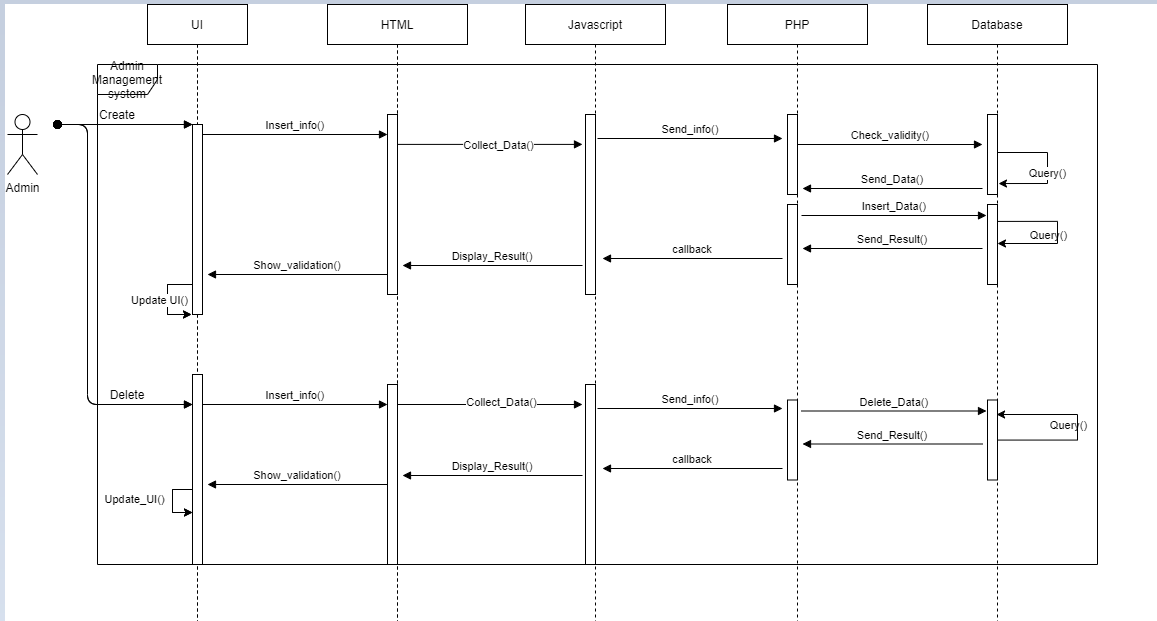 UI
HTML
Javascript
PHP
Database
Admin
Management
system
Create
Insert_info()
Collect_Data()
Send_info()
Check_validity()
Query()
Send_Data()
Admin
Insert_Data()
Query()
Send_Result()
callback
Display_Result()
Show_validation()
Update UI()
Delete
Insert_info()
Collect_Data()
Send_info()
Delete_Data()
Query()
Send_Result()
callback
Display_Result()
Show_validation()
Update_UI()